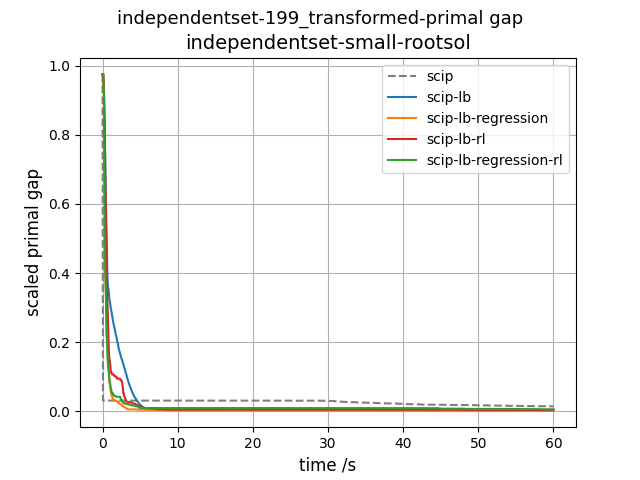 independentset-199_transformed-primal gap
independentset-small-rootsol
1.0
0.8
0.6
0.4
0.2
0.0
scaled primal gap
scip
scip-lb
scip-lb-regression
scip-lb-rl
scip-lb-regression-rl
0 10 20 30 40 50 60
time /s